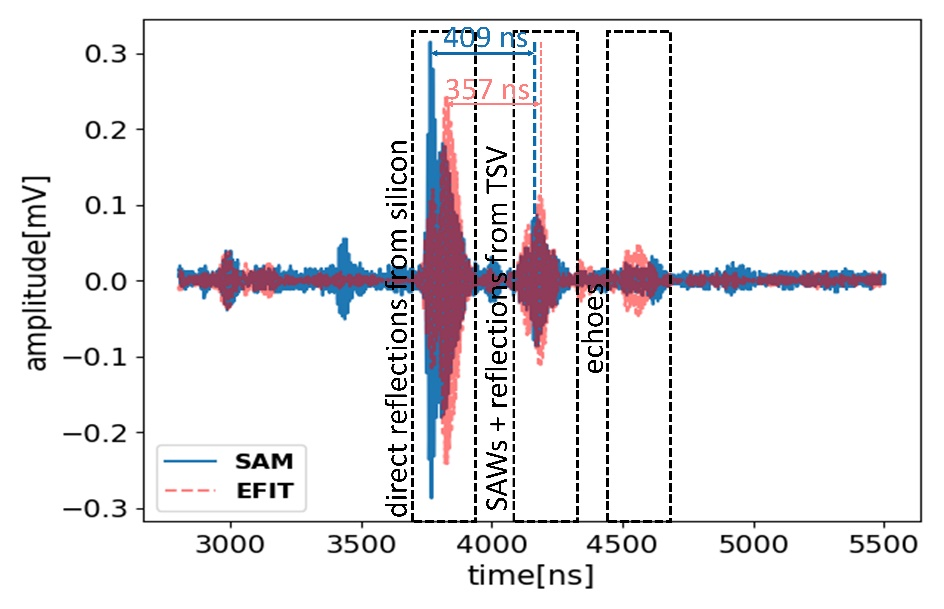 409 ns
357 ns
0.3
0.2
0.1
0.0
−0.1
−0.2
−0.3
amplitude[mV]
direct reflections from silicon
SAWs + reflections from TSV
echoes
SAM
EFIT
3000
3500
4000
4500
5000
5500
time[ns]